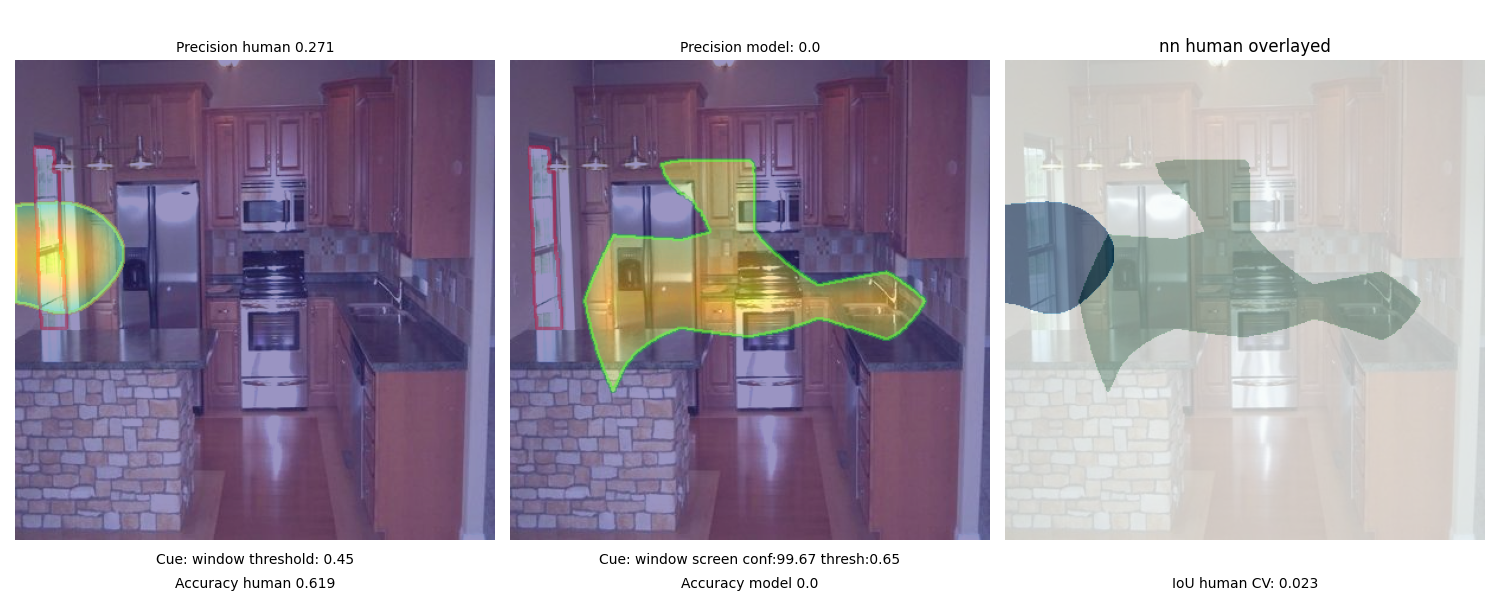 Precision human 0.271
Precision model: 0.0
nn human overlayed
Cue: window threshold: 0.45
Cue: window screen conf:99.67 thresh:0.65
Accuracy human 0.619
Accuracy model 0.0
IoU human CV: 0.023